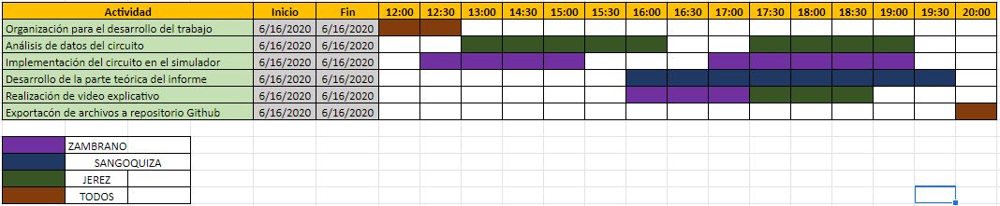 Actividad Inicio Fin 12:00 12:30 13:00 14:30 15:00 15:30 16:00 16:30 17:00 17:30 18:00 18:30 19:00 19:30 20:00
Organización para el desarrollo del trabajo 6/16/2020 6/16/2020
Análisis de datos del circuito 6/16/2020 6/16/2020
Implementación del circuito en el simulador 6/16/2020 6/16/2020
Desarrollo de la parte teórica del informe 6/16/2020 6/16/2020
Realización de video explicativo 6/16/2020 6/16/2020
Exportacón de archivos a repositorio Github 6/16/2020 6/16/2020
ZAMBRANO
SANGOQUIZA
JEREZ
TODOS